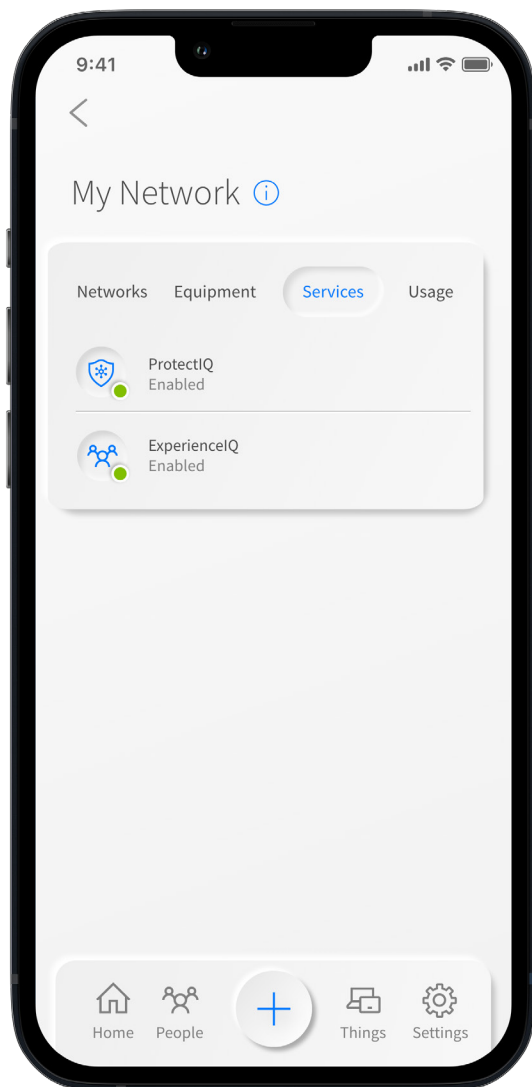 9:41
My Network
Networks Equipment Services Usage
ProtectIQ
Enabled
ExperienceIQ
Enabled
Home People Things Settings